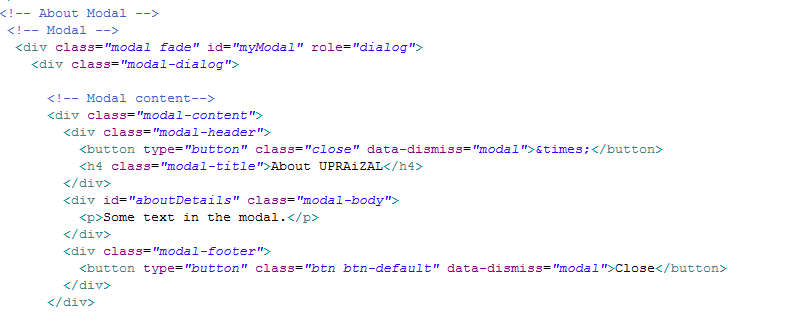 <!-- About Modal -->
<!-- Modal -->
<div class="modal fade" id="myModal" role="dialog">
<div class="modal-dialog">
<!-- Modal content-->
<div class="modal-content">
<div class="modal-header">
<button type="button" class="close" data-dismiss="modal">&times;</button>
<h4 class="modal-title">About UPRAiZAL</h4>
</div>
<div id="aboutDetails" class="modal-body">
<p>Some text in the modal.</p>
</div>
<div class="modal-footer">
<button type="button" class="btn btn-default" data-dismiss="modal">Close</button>
</div>
</div>